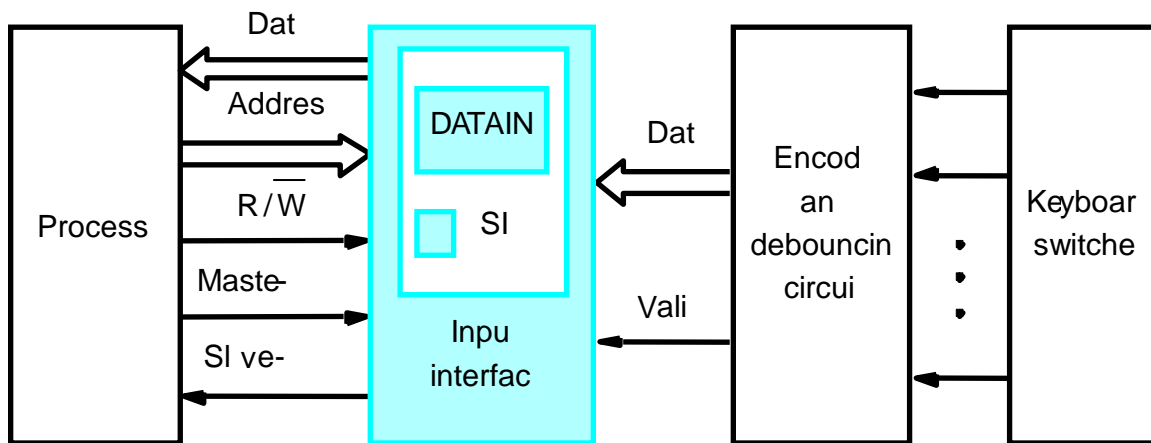 Process
Dat
Addres
R / W̅
Maste-
SI ve-
DATAIN
SI
Inpu
interfac
Dat
Vali
Encod
an
debouncin
circui
Keyboar
switche